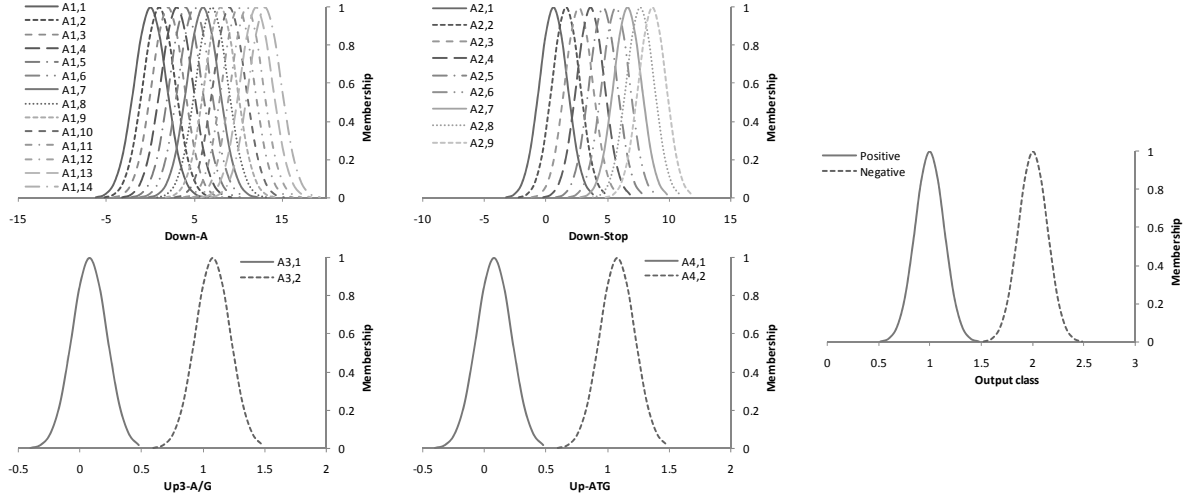 A1,1
A1,2
A1,3
A1,4
A1,5
A1,6
A1,7
A1,8
A1,9
A1,10
A1,11
A1,12
A1,13
A1,14
1
0.8
0.6
0.4
0.2
0
Membership
-15 -5 5 15
Down-A
A2,1
A2,2
A2,3
A2,4
A2,5
A2,6
A2,7
A2,8
A2,9
1
0.8
0.6
0.4
0.2
0
Membership
-10 -5 0 5 10 15
Down-Stop
A3,1
A3,2
1
0.8
0.6
0.4
0.2
0
Membership
-0.5 0 0.5 1 1.5 2
Up3-A/G
A4,1
A4,2
1
0.8
0.6
0.4
0.2
0
Membership
-0.5 0 0.5 1 1.5 2
Up-ATG
Positive
Negative
1
0.8
0.6
0.4
0.2
0
Membership
0 0.5 1 1.5 2 2.5 3
Output class